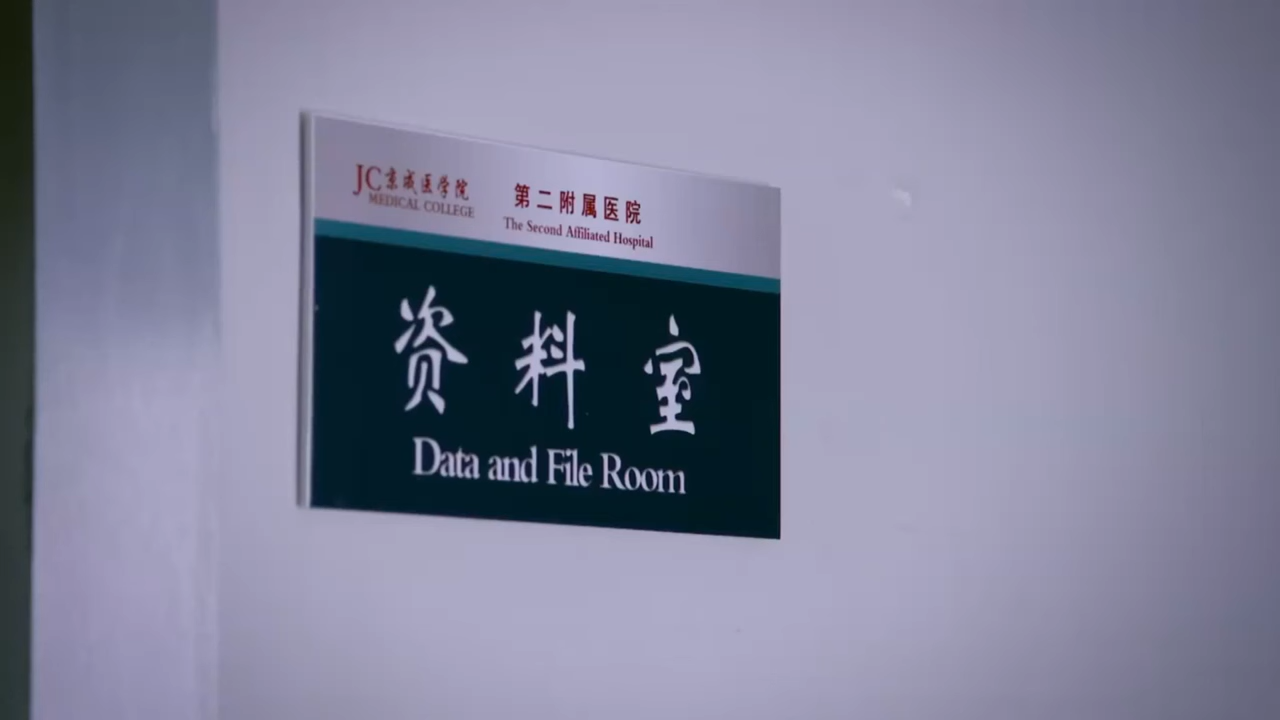 JC京城医学院
MEDICAL COLLEGE
第二附属医院
The Second Affiliated Hospital
资料室
Data and File Room